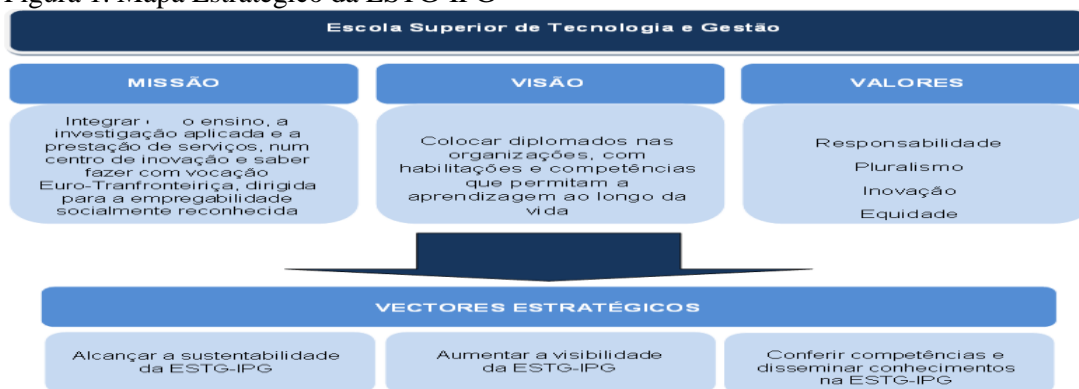 Figura 1. Mapa Estratégico da ESTG-IPG
Escola Superior de Tecnologia e Gestão
MISSÃO
Integrar o ensino, a
investigação aplicada e a
prestação de serviços, num
centro de inovação e saber
fazer com vocação
Euro-Tranfronteiriça, dirigida
para a empregabilidade
socialmente reconhecida
VISÃO
Colocar diplomados nas
organizações, com
habilitações e competências
que permitam a
aprendizagem ao longo da
vida
VALORES
Responsabilidade
Pluralismo
Inovação
Equidade
VECTORES ESTRATÉGICOS
Alcançar a sustentabilidade
da ESTG-IPG
Aumentar a visibilidade
da ESTG-IPG
Conferir competências e
disseminar conhecimentos
na ESTG-IPG